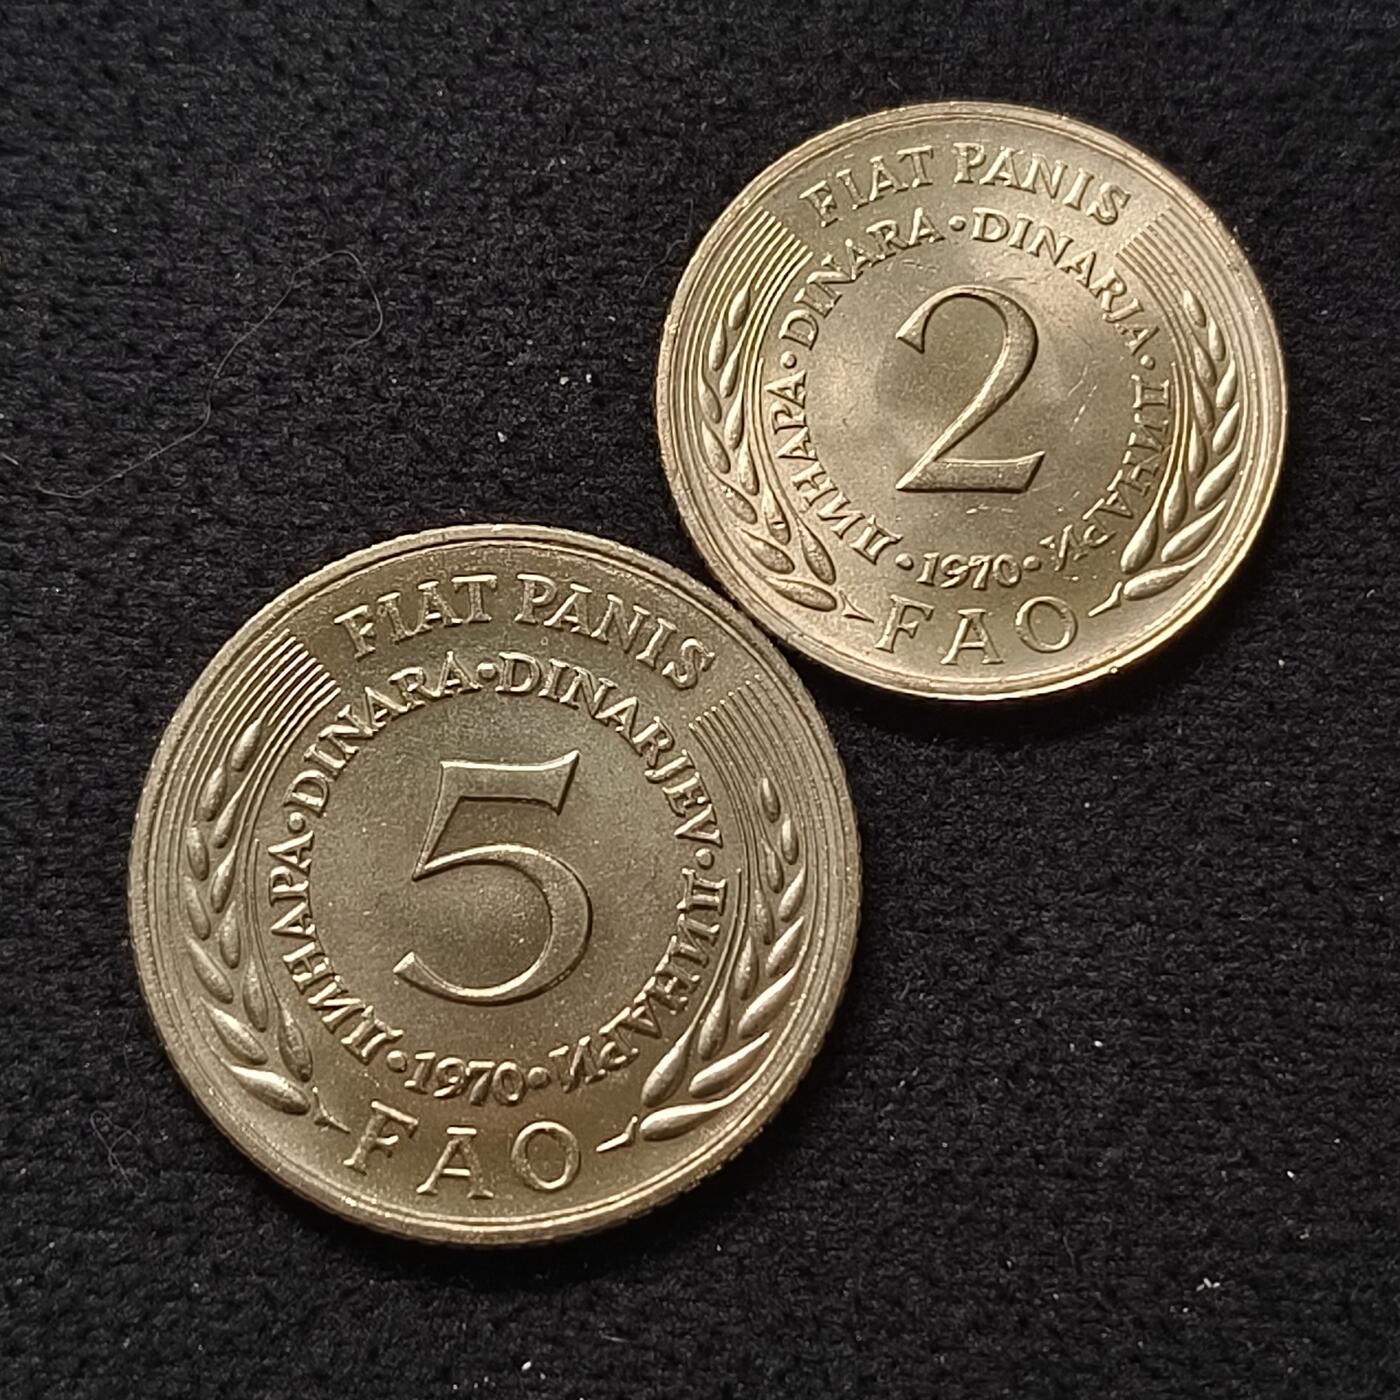 FIAT PANIS
ДИНАРА • DINARA • DINARJA • ДИНАРИ
2
• 1970 •
FAO
FIAT PANIS
ДИНАРА • DINARA • DINARJEV • ДИНАРИ
5
• 1970 •
FAO